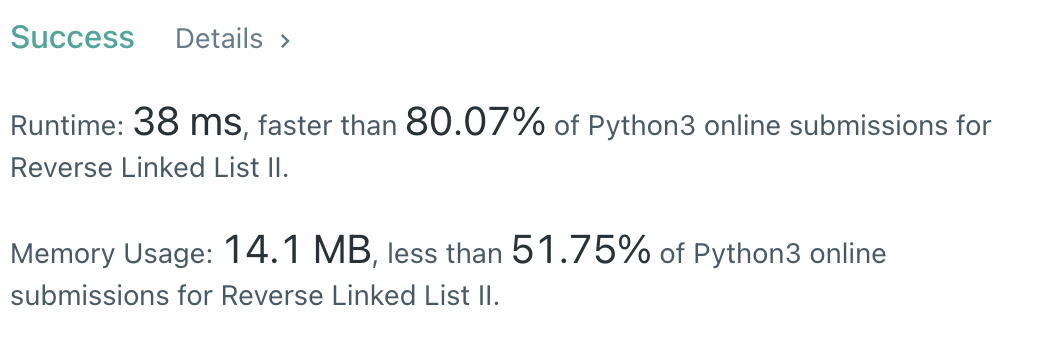 Success Details >
Runtime: 38 ms, faster than 80.07% of Python3 online submissions for
Reverse Linked List II.
Memory Usage: 14.1 MB, less than 51.75% of Python3 online
submissions for Reverse Linked List II.